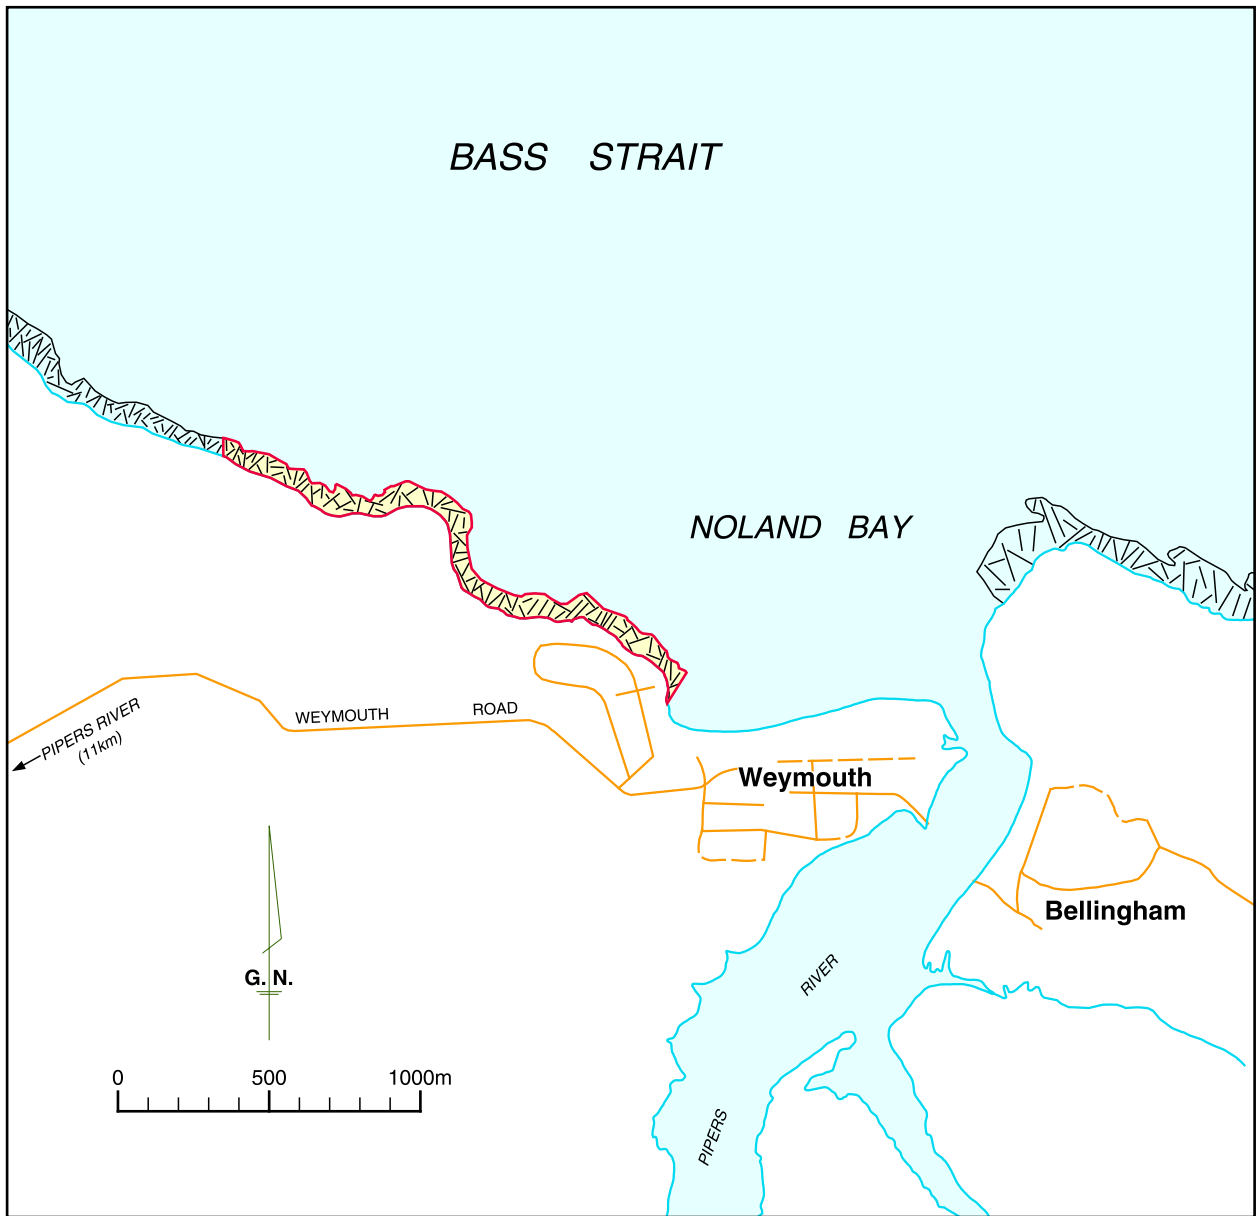 BASS STRAIT
NOLAND BAY
WEYMOUTH ROAD
PIPERS RIVER
(11km)
Weymouth
Bellingham
RIVER
G. N.
0 500 1000m
PIPERS